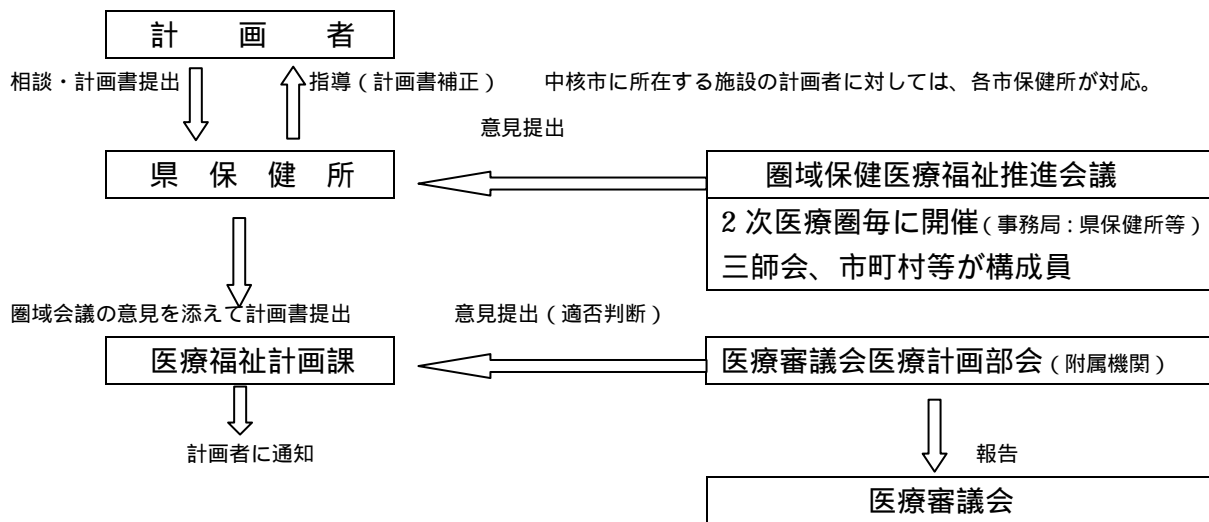 計画者
相談・計画書提出
指導(計画書補正)
中核市に所在する施設の計画者に対しては、各市保健所が対応。
意見提出
県保健所
圏域保健医療福祉推進会議
2次医療圏毎に開催(事務局:県保健所等)
三師会、市町村等が構成員
圏域会議の意見を添えて計画書提出
意見提出(適否判断)
医療福祉計画課
医療審議会医療計画部会(附属機関)
計画者に通知
報告
医療審議会